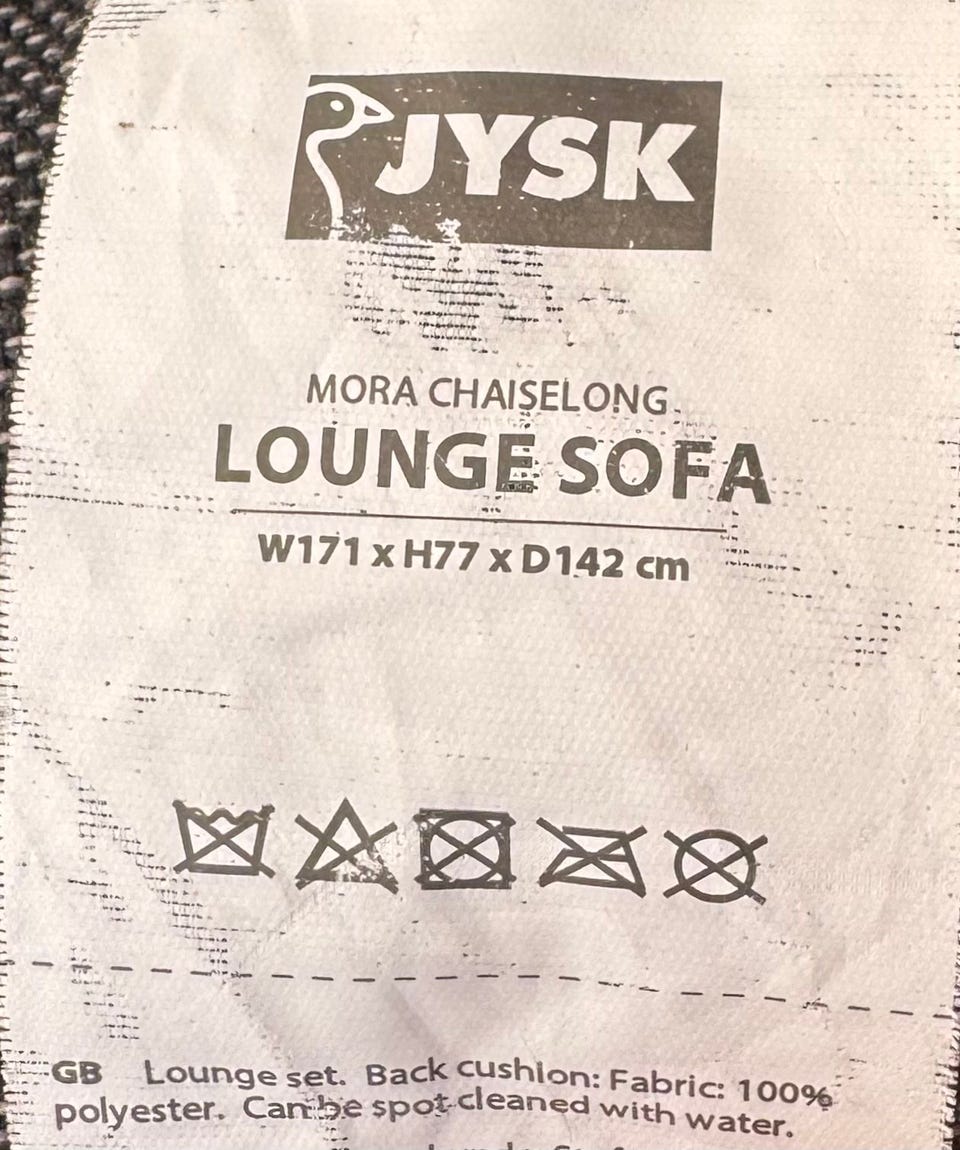 JYSK
MORA CHAISELONG
LOUNGE SOFA
W171 x H77 x D142 cm
GB Lounge set. Back cushion: Fabric: 100%
polyester. Can be spot cleaned with water.